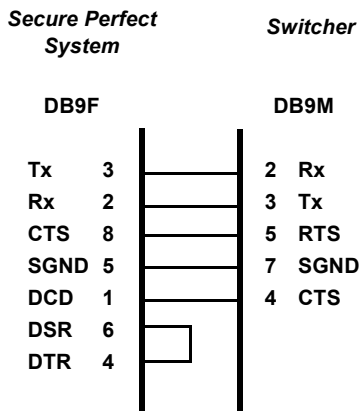 Secure Perfect Switcher
System
DB9F DB9M
Tx 3 2 Rx
Rx 2 3 Tx
CTS 8 5 RTS
SGND 5 7 SGND
DCD 1 4 CTS
DSR 6
DTR 4